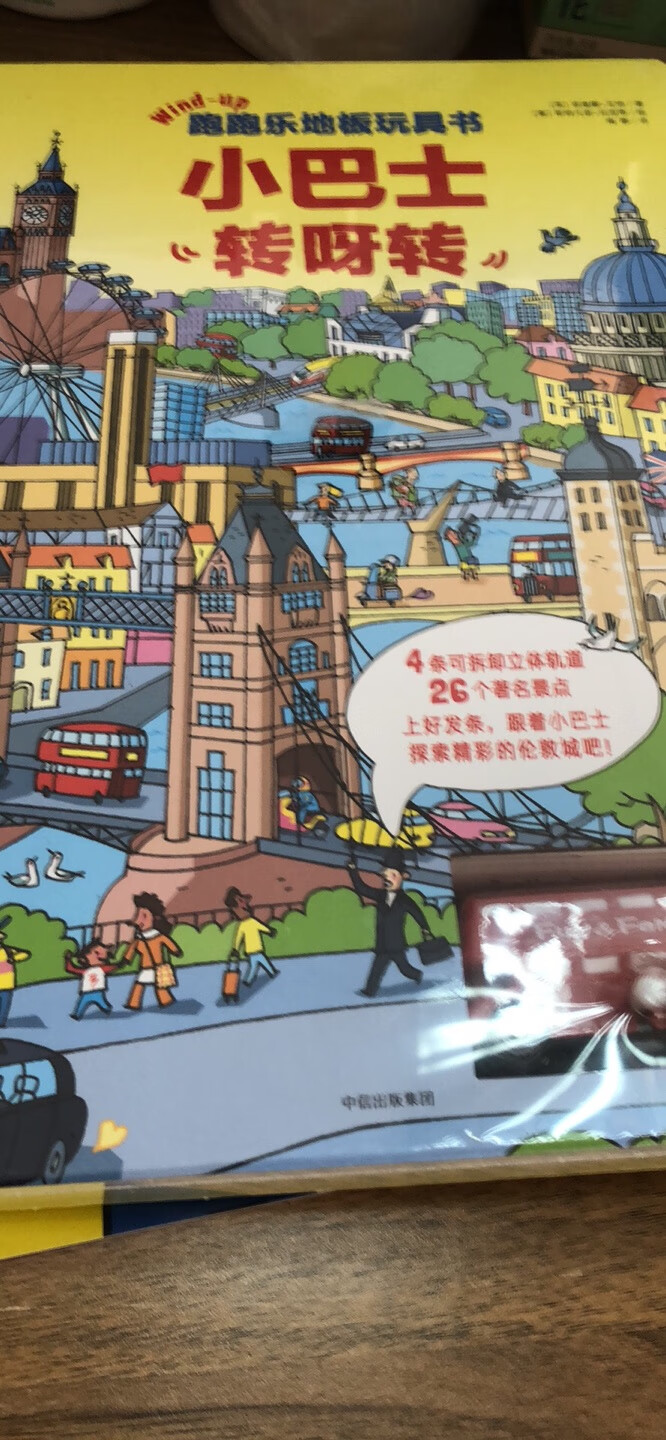 Wind-up
跑跑乐地板玩具书
小巴士
转呀转
4条可拆卸立体轨道
26个著名景点
上好发条，跟着小巴士
探索精彩的伦敦城吧！
中信出版集团